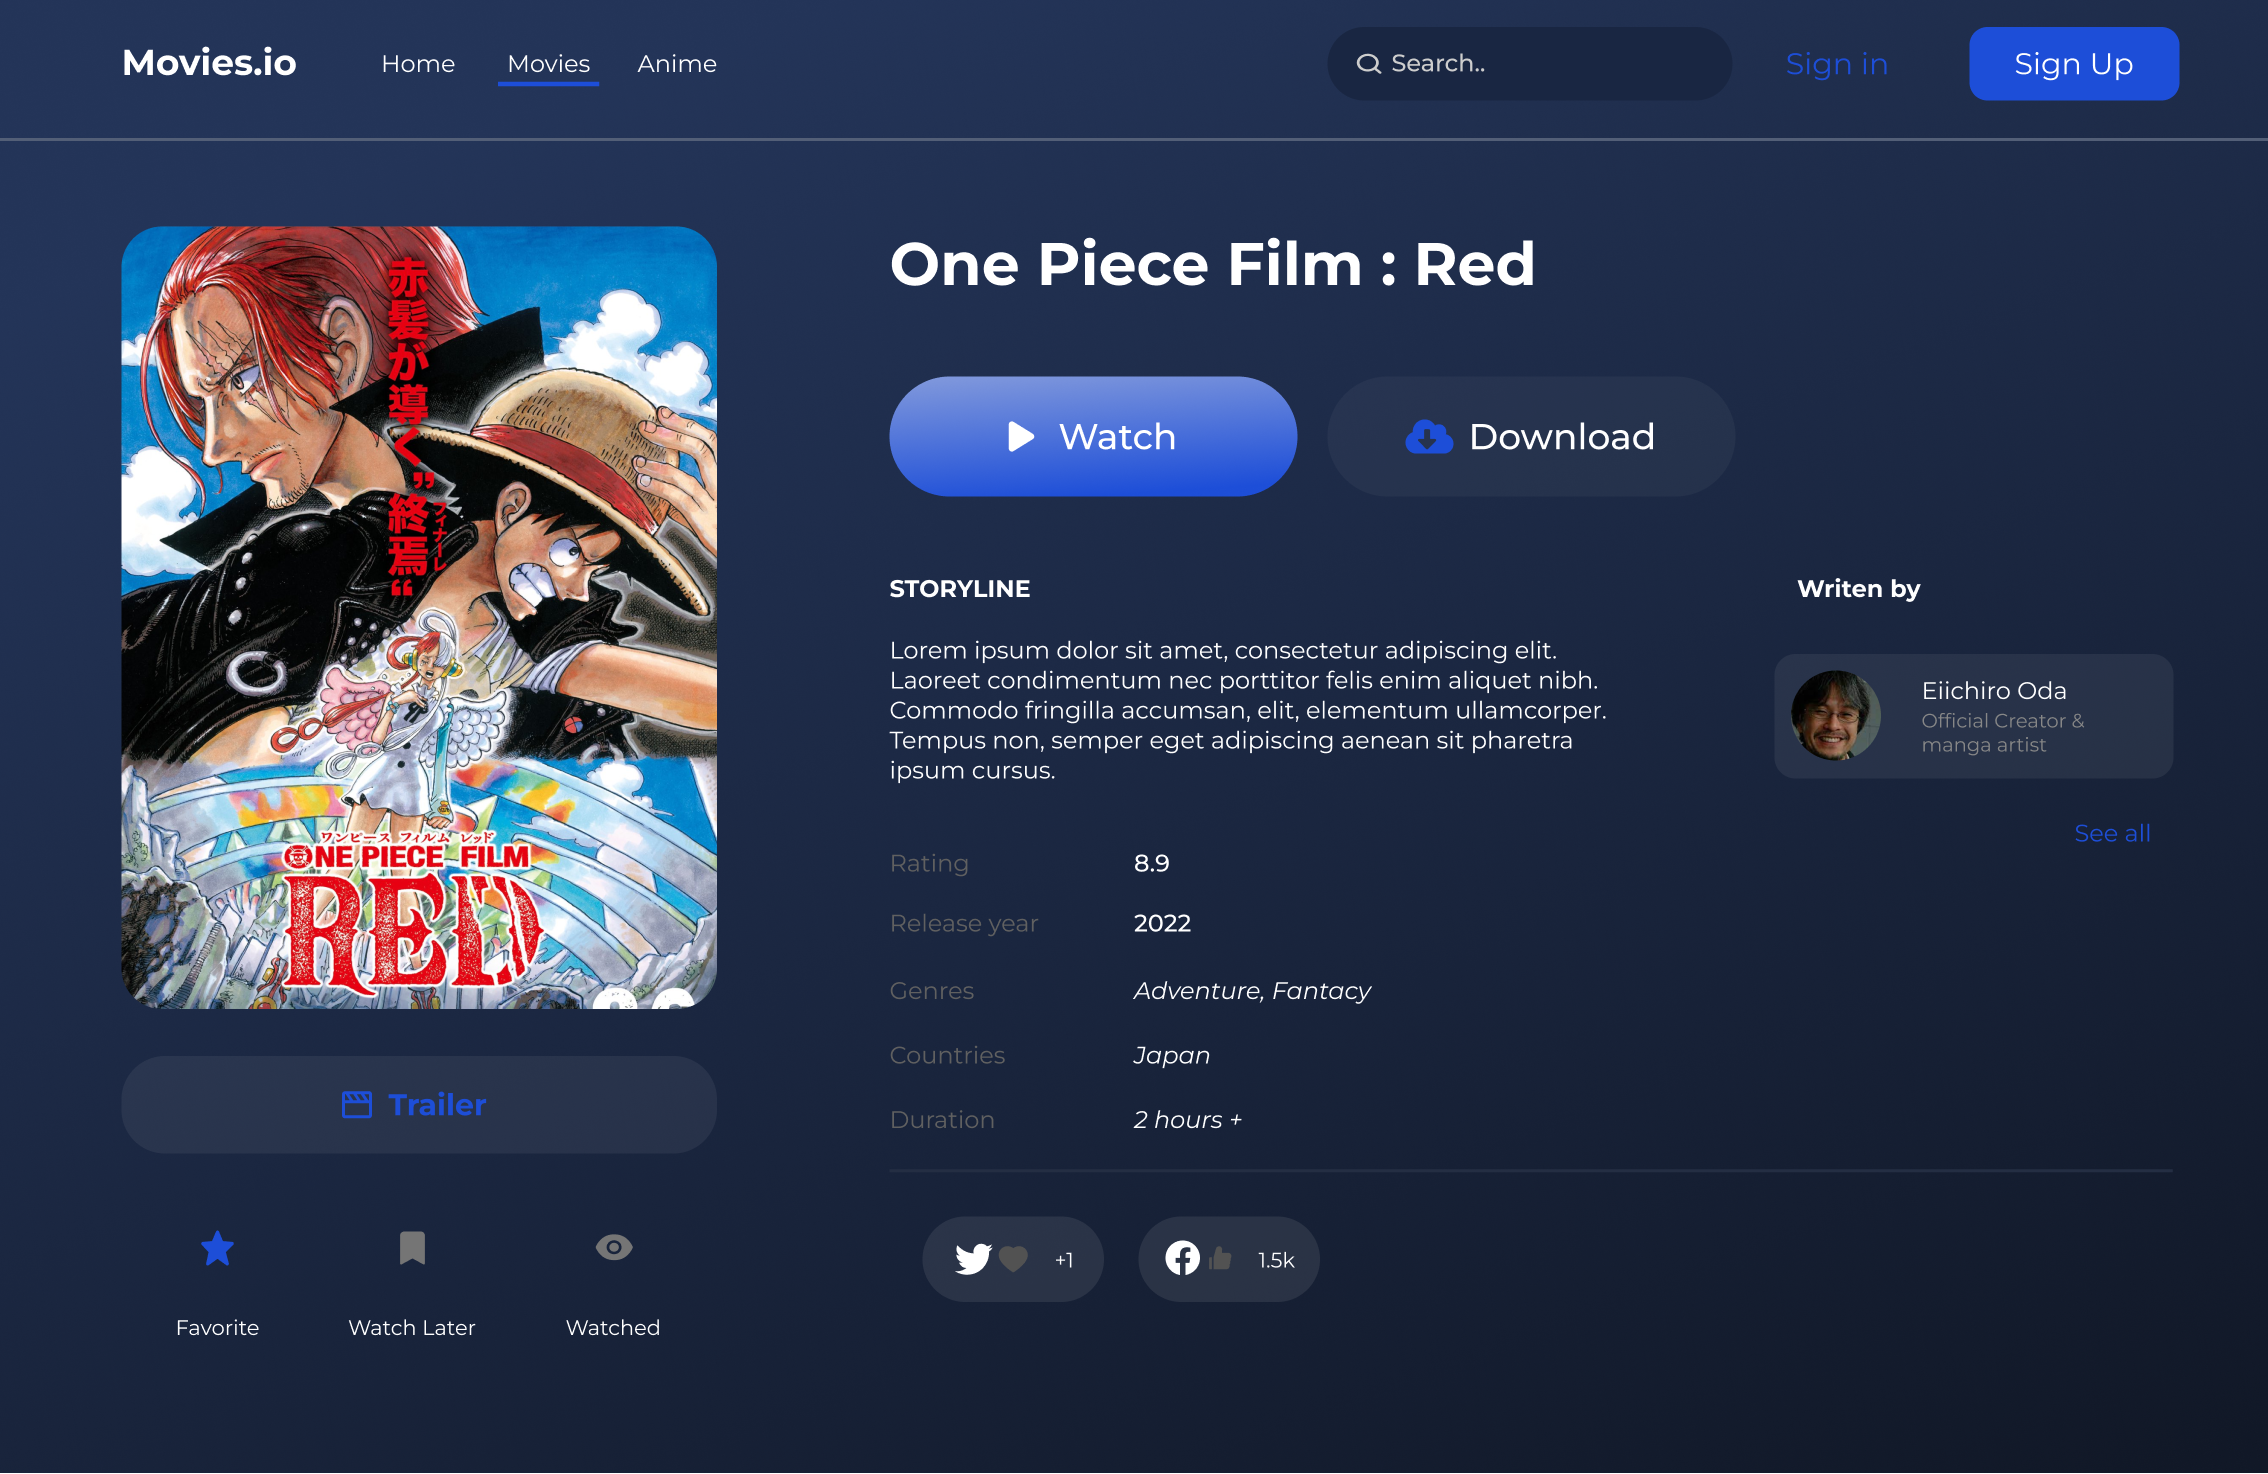 Movies.io
Home
Movies
Anime
Search..
Sign in
Sign Up
赤髪が導く”終焉“
フィナーレ
ワンピース フィルム レッド
ONE PIECE FILM
RED
Trailer
Favorite
Watch Later
Watched
One Piece Film : Red
Watch
Download
STORYLINE
Lorem ipsum dolor sit amet, consectetur adipiscing elit.
Laoreet condimentum nec porttitor felis enim aliquet nibh.
Commodo fringilla accumsan, elit, elementum ullamcorper.
Tempus non, semper eget adipiscing aenean sit pharetra
ipsum cursus.
Writen by
Eiichiro Oda
Official Creator &
manga artist
See all
Rating 8.9
Release year 2022
Genres Adventure, Fantacy
Countries Japan
Duration 2 hours +
+1
1.5k